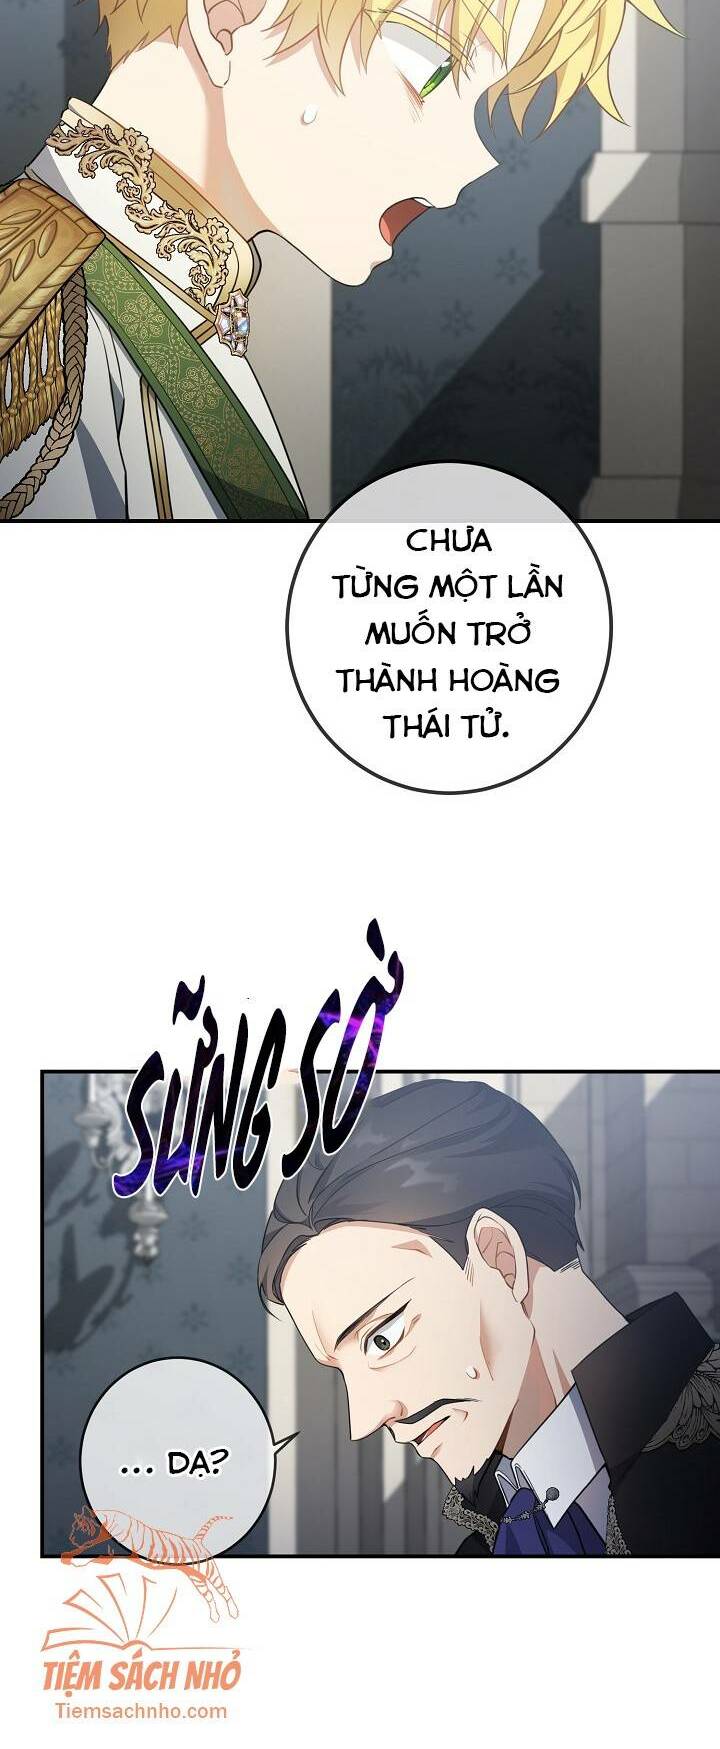 CHƯA
TỪNG MỘT LẦN
MUỐN TRỞ
THÀNH HOÀNG
THÁI TỬ.
SỮNG SỜ
... DẠ?
TIỆM SÁCH NHỎ
Tiemsachnho.com